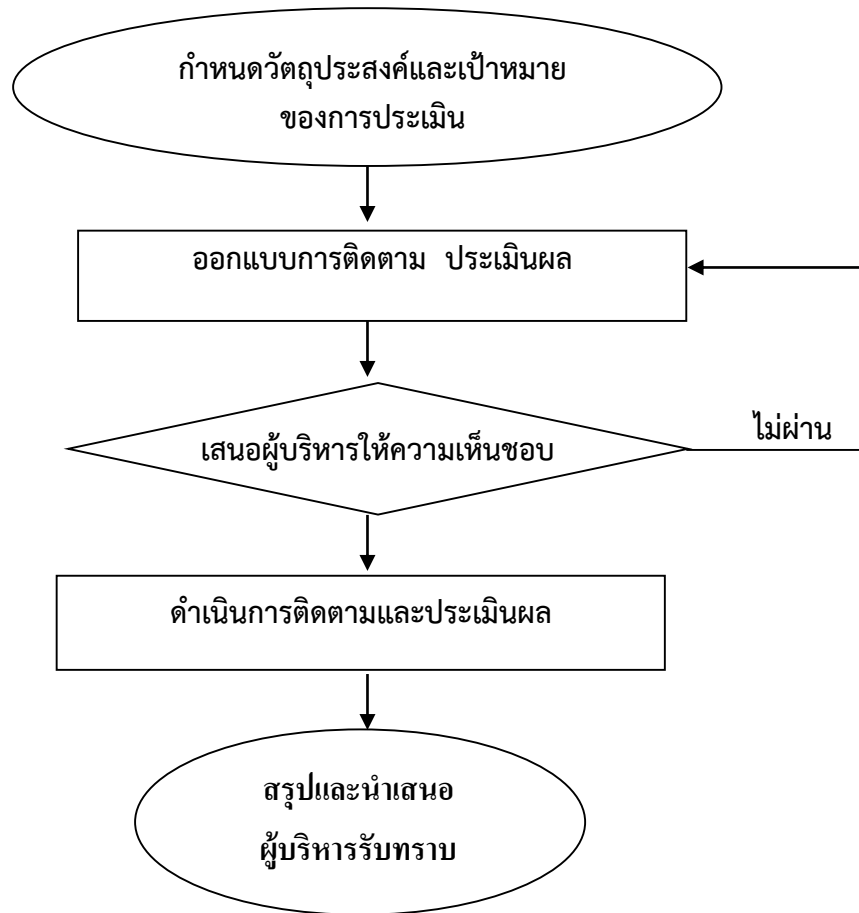 กำหนดวัตถุประสงค์และเป้าหมาย
ของการประเมิน
ออกแบบการติดตาม ประเมินผล
เสนอผู้บริหารให้ความเห็นชอบ
ไม่ผ่าน
ดำเนินการติดตามและประเมินผล
สรุปและนำเสนอ
ผู้บริหารรับทราบ